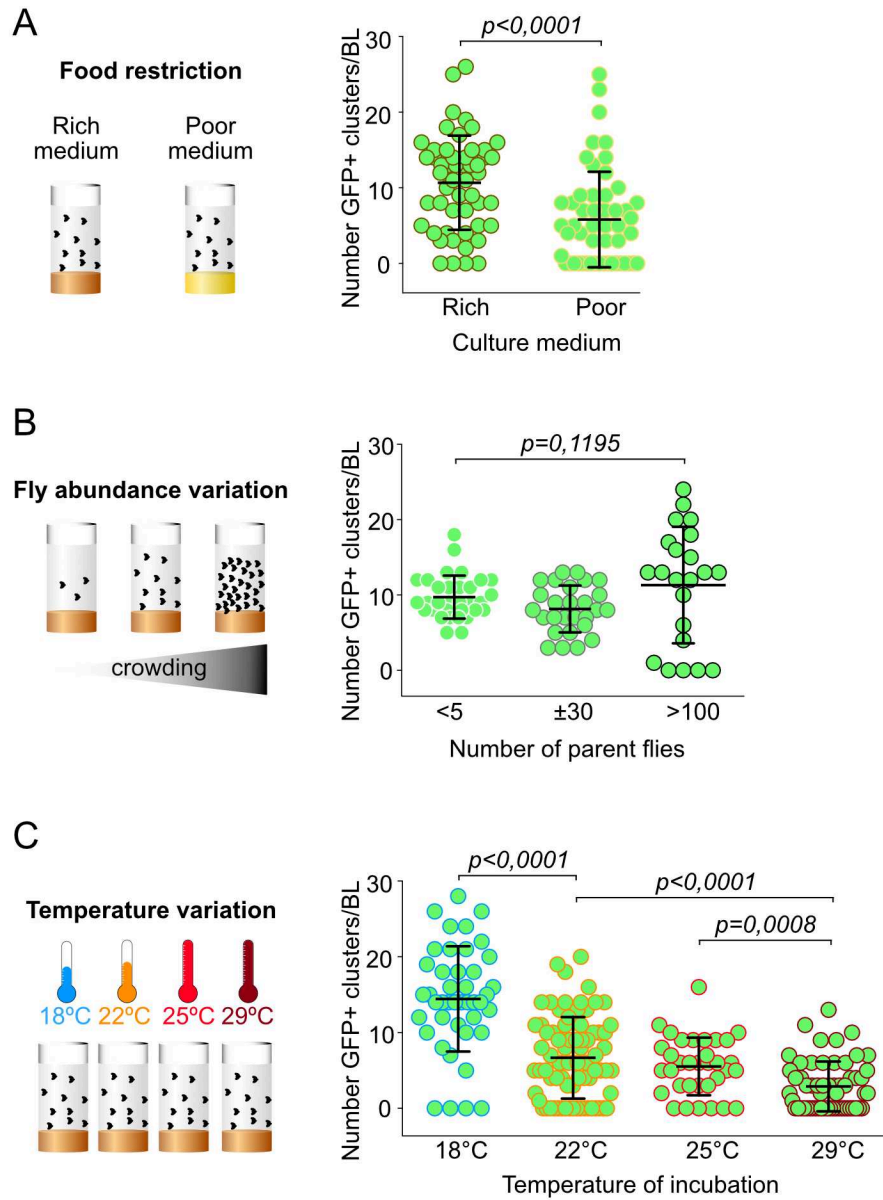 A
Food restriction
Rich
medium
Poor
medium
Number GFP+ clusters/BL
30
20
10
0
p<0,0001
Rich
Poor
Culture medium
B
Fly abundance variation
crowding
Number GFP+ clusters/BL
30
20
10
0
p=0,1195
<5
±30
>100
Number of parent flies
C
Temperature variation
18ºC 22ºC 25ºC 29ºC
Number GFP+ clusters/BL
30
20
10
0
p<0,0001
p<0,0001
p=0,0008
18°C
22°C
25°C
29°C
Temperature of incubation